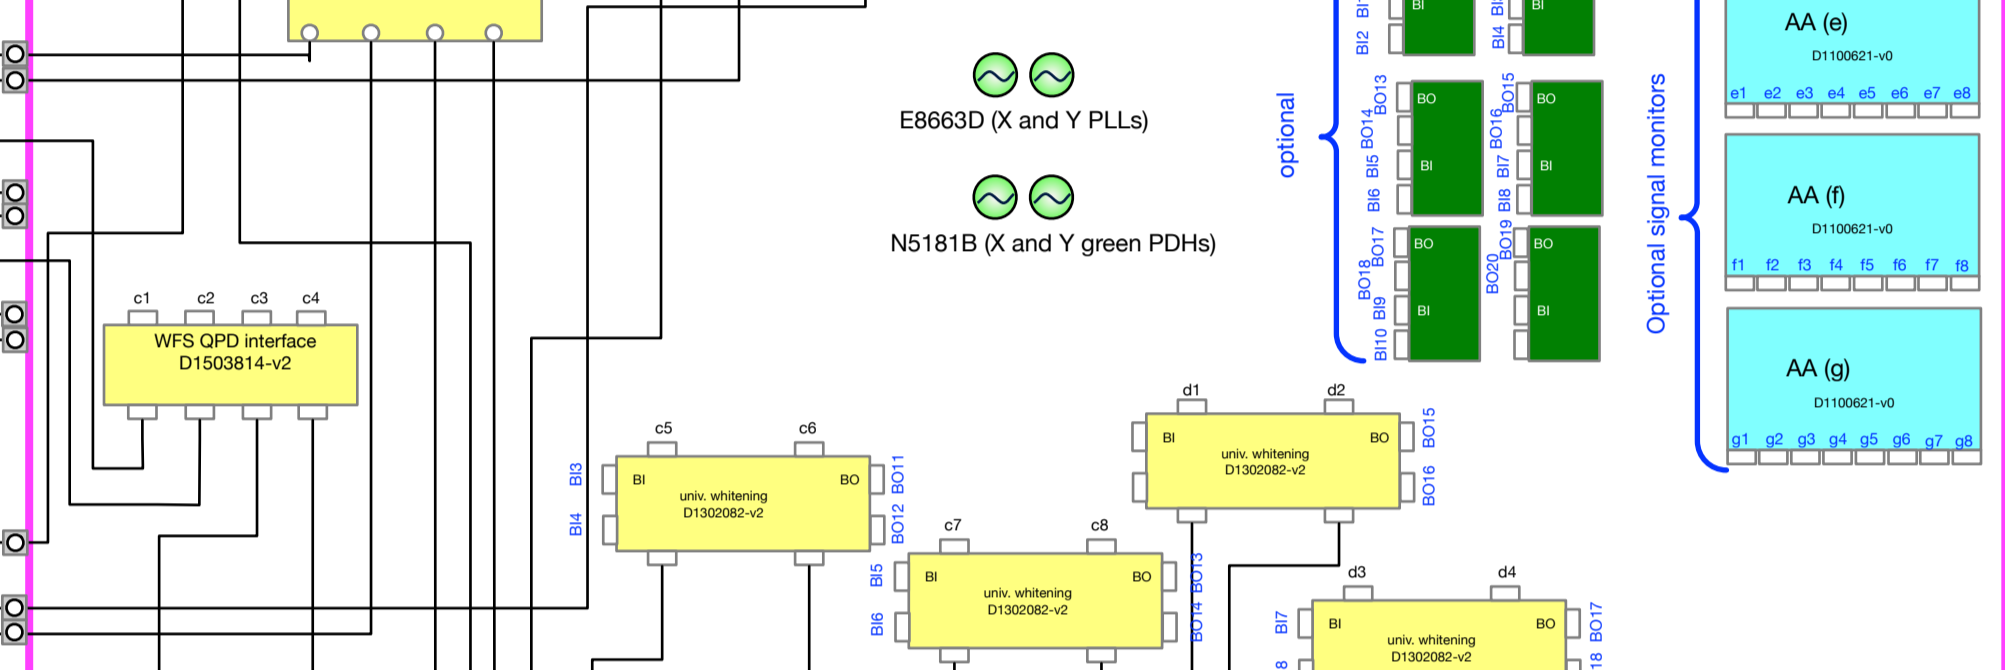 BI1
BI
BI3
BI
BI2
BI4
AA (e)
D1100621-v0
e1 e2 e3 e4 e5 e6 e7 e8
E8663D (X and Y PLLs)
N5181B (X and Y green PDHs)
optional
BO13
BO
BO15
BO
BO14
BO16
BI5
BI
BI7
BI
BI6
BI8
BO17
BO
BO19
BO
BO18
BO20
BI9
BI
BI
BI10
Optional signal monitors
AA (f)
D1100621-v0
f1 f2 f3 f4 f5 f6 f7 f8
AA (g)
D1100621-v0
g1 g2 g3 g4 g5 g6 g7 g8
c1 c2 c3 c4
WFS QPD interface
D1503814-v2
c5 c6
BI3
BI4
BI
BO
univ. whitening
D1302082-v2
BO11
BO12
d1 d2
BI
BO
univ. whitening
D1302082-v2
BO15
BO16
c7 c8
BI5
BI6
BI
BO
univ. whitening
D1302082-v2
BO13
BO14
d3 d4
BI7
8
BI
BO
univ. whitening
D1302082-v2
BO17
18